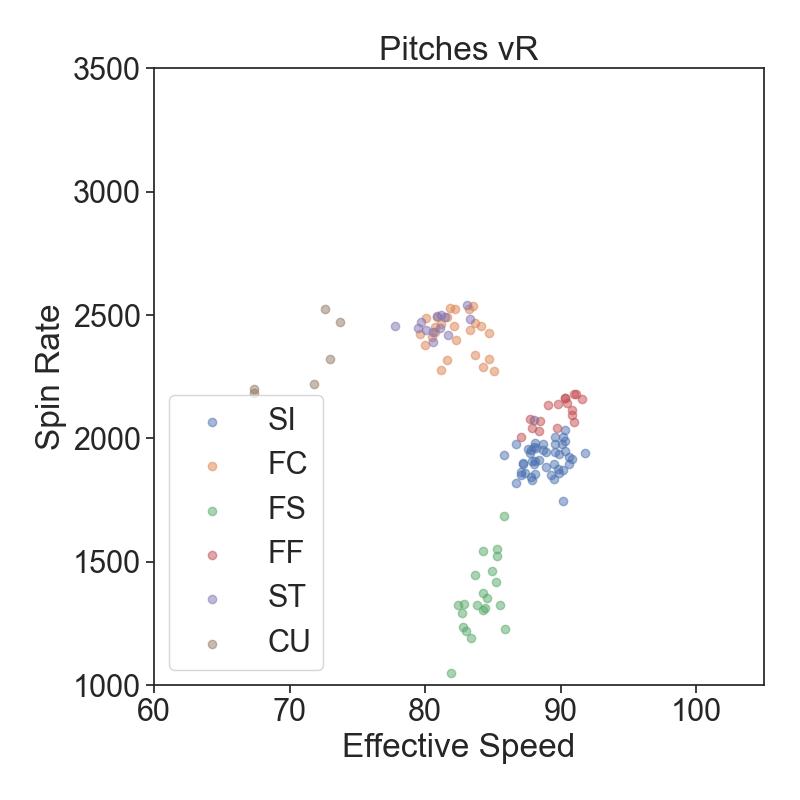 Pitches vR
3500
3000
2500
2000
1500
1000
Spin Rate
SI
FC
FS
FF
ST
CU
60 70 80 90 100
Effective Speed